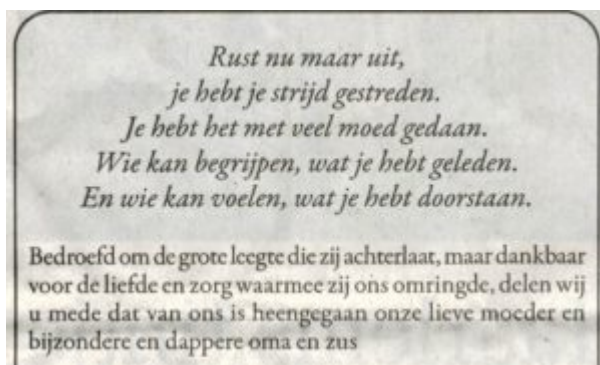 Rust nu maar uit,
je hebt je strijd gestreden.
Je hebt het met veel moed gedaan.
Wie kan begrijpen, wat je hebt geleden.
En wie kan voelen, wat je hebt doorstaan.
Bedroefd om de grote leegte die zij achterlaat, maar dankbaar
voor de liefde en zorg waarmee zij ons omringde, delen wij
u mede dat van ons is heengegaan onze lieve moeder en
bijzondere en dappere oma en zus